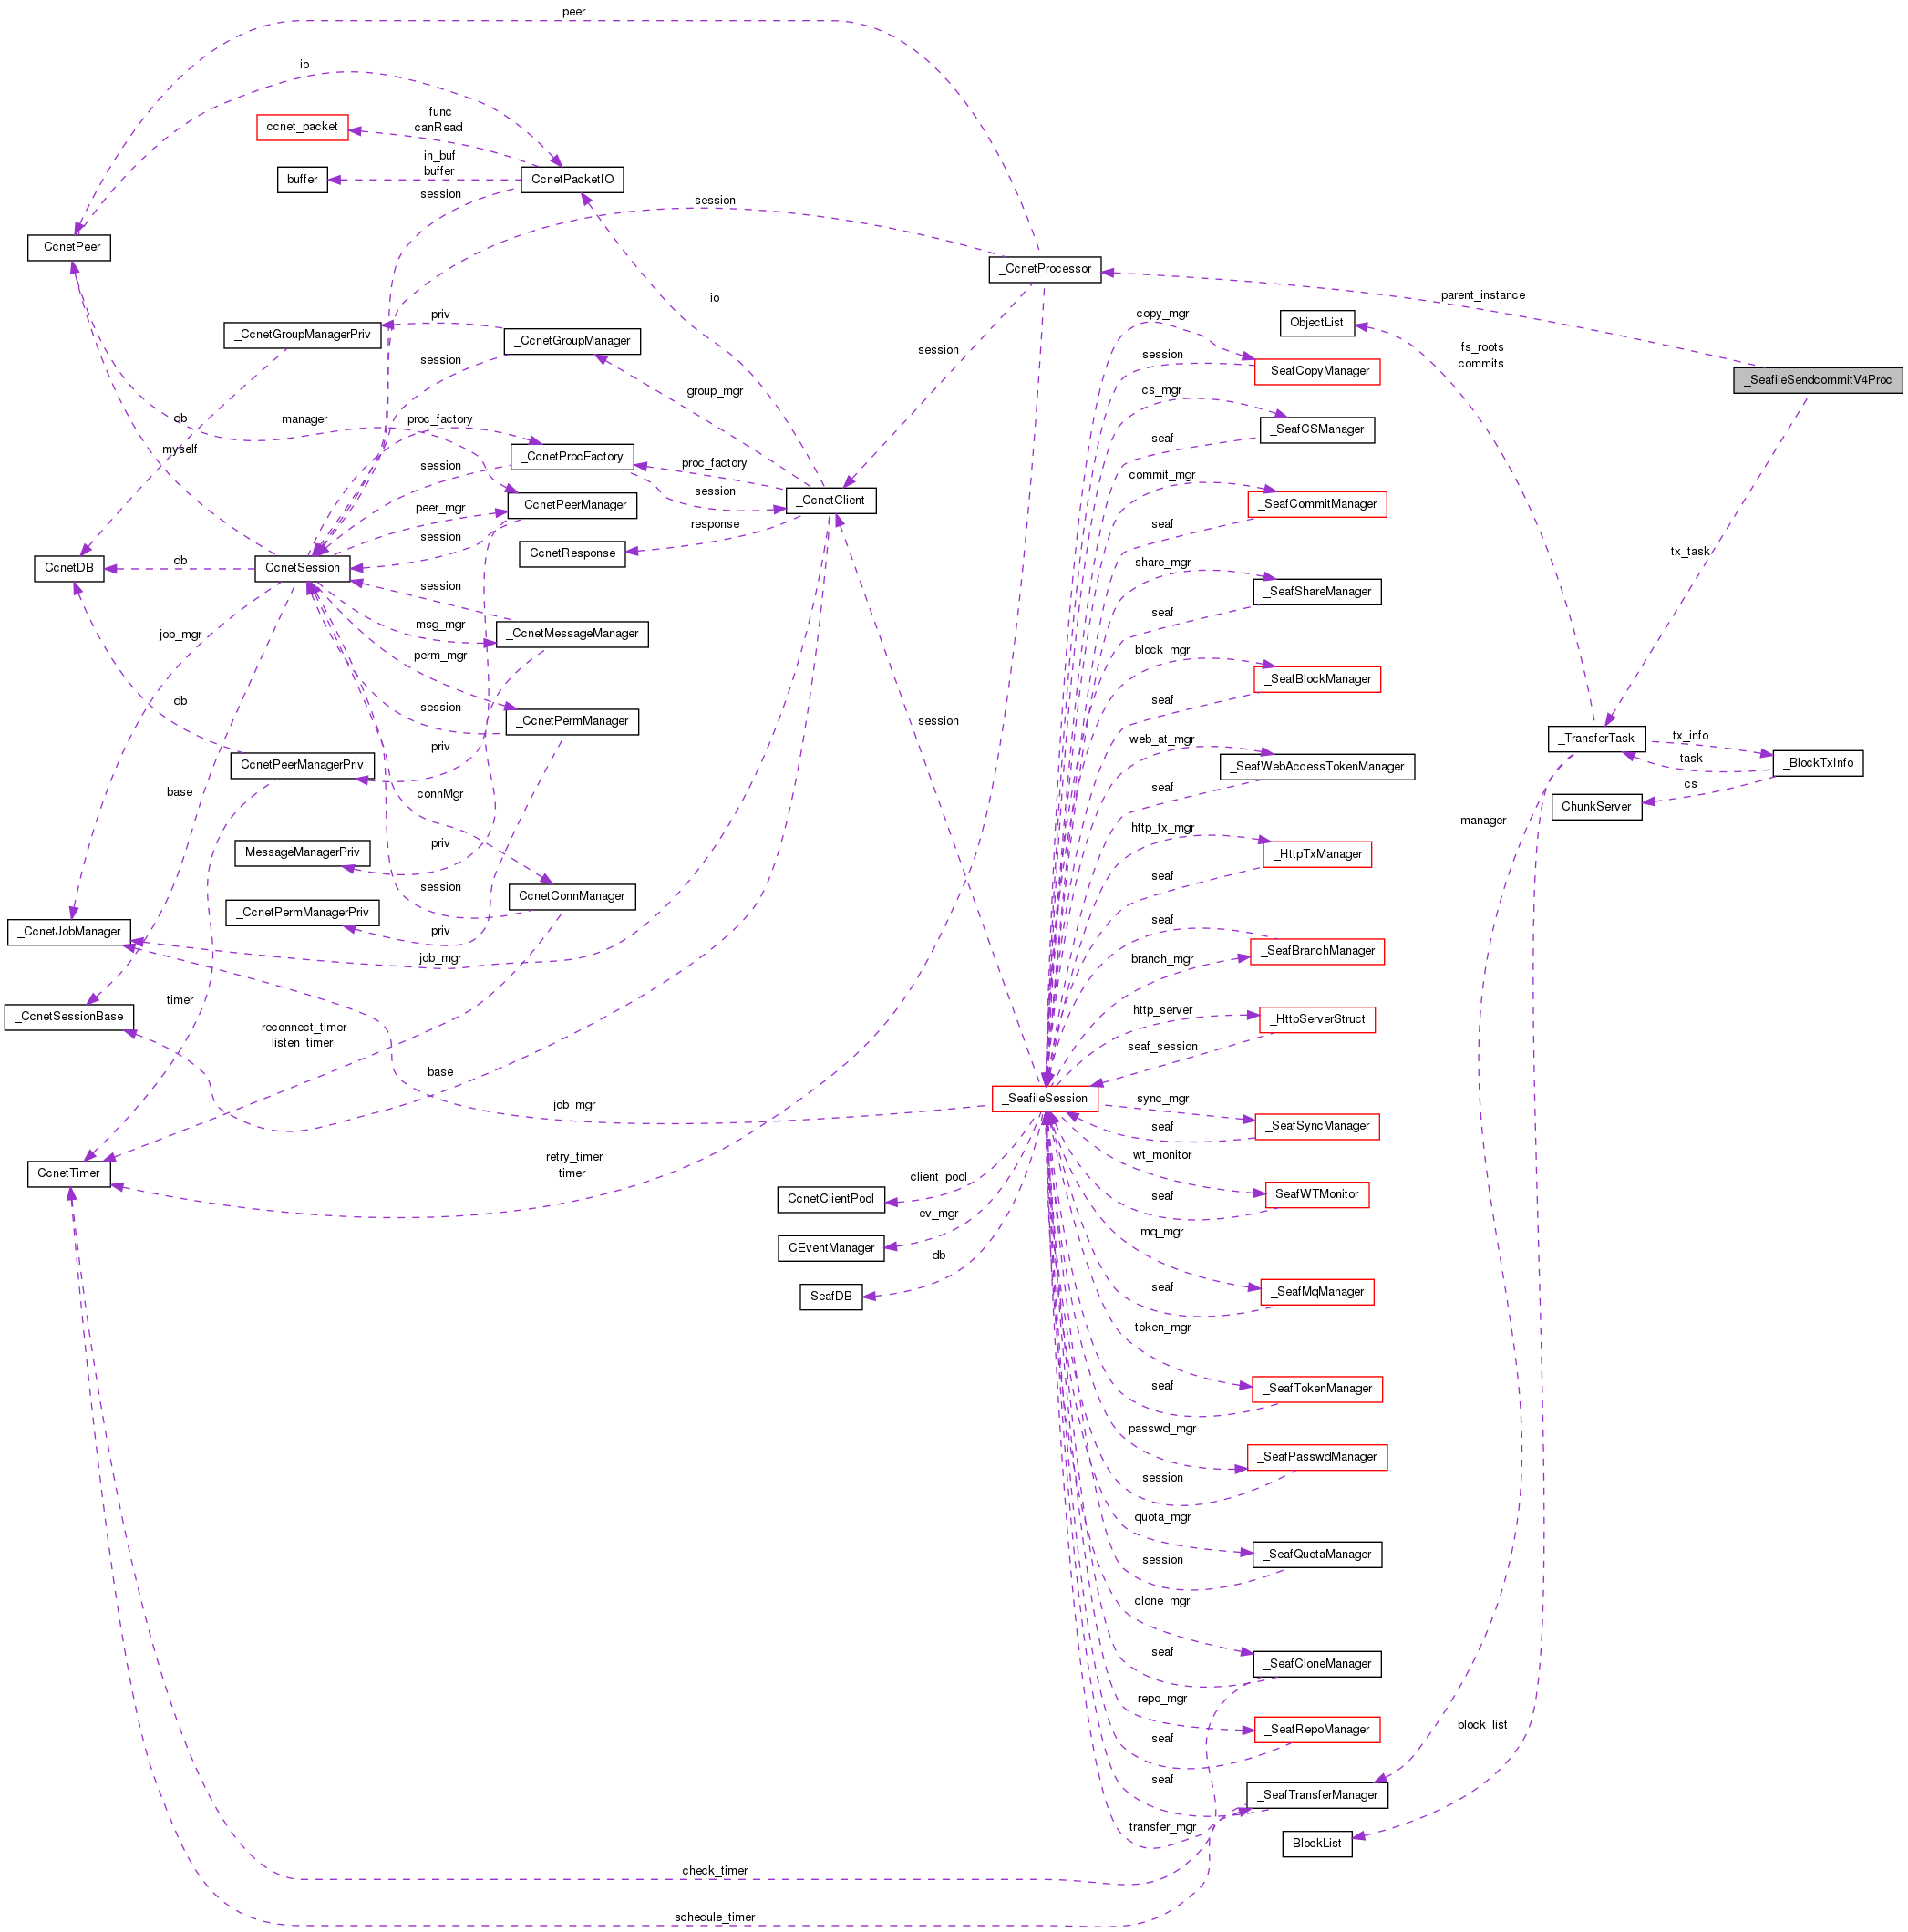 peer
io
func
canRead
ccnet_packet
in_buf
buffer
buffer
CcnetPacketIO
session
session
_CcnetPeer
_CcnetProcessor
parent_instance
io
copy_mgr
ObjectList
priv
_CcnetGroupManagerPriv
_CcnetGroupManager
session
session
session
fs_roots
commits
_SeafCopyManager
_SeafileSendcommitV4Proc
group_mgr
cs_mgr
db
manager
proc_factory
_SeafCSManager
seaf
myself
_CcnetProcFactory
session
proc_factory
commit_mgr
session
_CcnetClient
peer_mgr
_CcnetPeerManager
_SeafCommitManager
response
seaf
session
CcnetResponse
tx_task
db
CcnetDB
CcnetSession
share_mgr
session
_SeafShareManager
seaf
job_mgr
msg_mgr
_CcnetMessageManager
perm_mgr
block_mgr
_SeafBlockManager
db
session
seaf
_CcnetPermManager
session
web_at_mgr
_TransferTask
tx_info
priv
task
_BlockTxInfo
CcnetPeerManagerPriv
_SeafWebAccessTokenManager
cs
seaf
base
connMgr
ChunkServer
http_tx_mgr
manager
priv
MessageManagerPriv
_HttpTxManager
seaf
session
CcnetConnManager
_CcnetPermManagerPriv
seaf
priv
_CcnetJobManager
_SeafBranchManager
job_mgr
branch_mgr
timer
http_server
_CcnetSessionBase
_HttpServerStruct
reconnect_timer
listen_timer
seaf_session
base
_SeafileSession
sync_mgr
job_mgr
_SeafSyncManager
seaf
retry_timer
timer
wt_monitor
CcnetTimer
client_pool
CcnetClientPool
SeafWTMonitor
seaf
ev_mgr
mq_mgr
CEventManager
db
SeafDB
_SeafMqManager
seaf
token_mgr
_SeafTokenManager
seaf
passwd_mgr
_SeafPasswdManager
session
quota_mgr
_SeafQuotaManager
session
clone_mgr
seaf
_SeafCloneManager
repo_mgr
_SeafRepoManager
block_list
seaf
seaf
_SeafTransferManager
transfer_mgr
BlockList
check_timer
schedule_timer